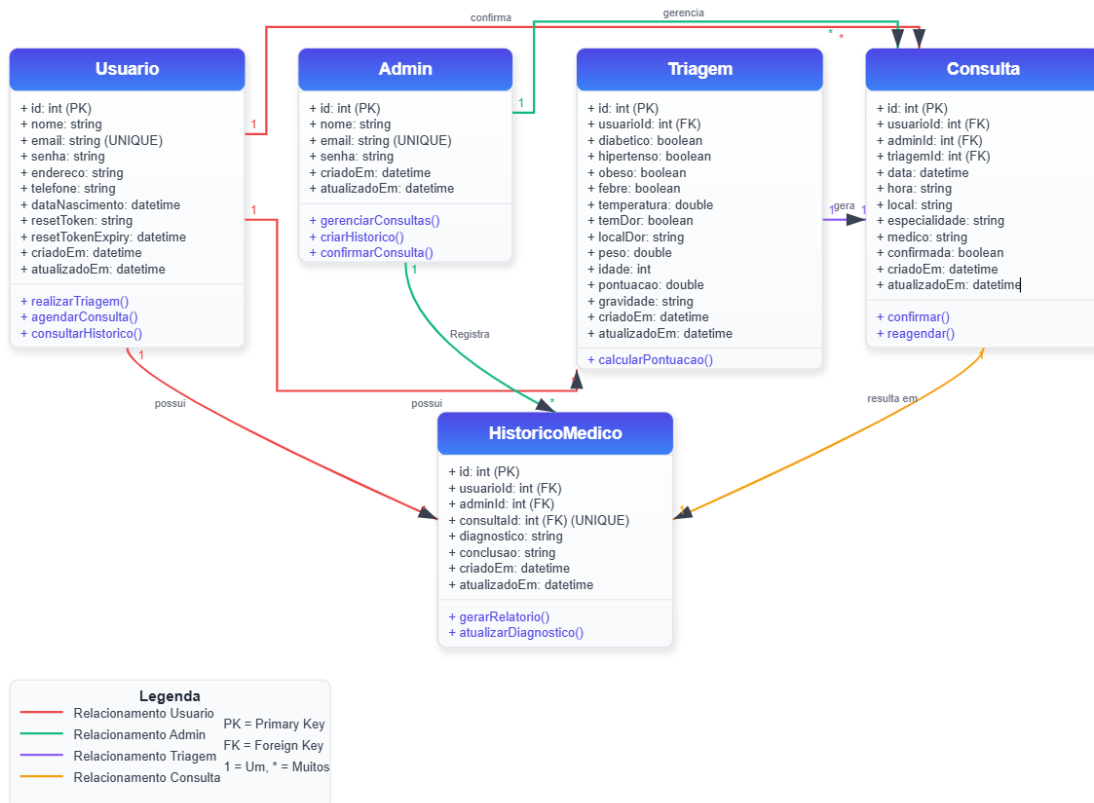 confirma
gerencia
*
*
Usuario
+ id: int (PK)
+ nome: string
+ email: string (UNIQUE)
+ senha: string
+ endereco: string
+ telefone: string
+ dataNascimento: datetime
+ resetToken: string
+ resetTokenExpiry: datetime
+ criadoEm: datetime
+ atualizadoEm: datetime
+ realizarTriagem()
+ agendarConsulta()
+ consultarHistorico()
1
1
1
possui
Admin
+ id: int (PK)
+ nome: string
+ email: string (UNIQUE)
+ senha: string
+ criadoEm: datetime
+ atualizadoEm: datetime
+ gerenciarConsultas()
+ criarHistorico()
+ confirmarConsulta()
1
1
Registra
*
possui
Triagem
+ id: int (PK)
+ usuarioId: int (FK)
+ diabetico: boolean
+ hipertenso: boolean
+ obeso: boolean
+ febre: boolean
+ temperatura: double
+ temDor: boolean
+ localDor: string
+ peso: double
+ idade: int
+ pontuacao: double
+ gravidade: string
+ criadoEm: datetime
+ atualizadoEm: datetime
+ calcularPontuacao()
1
gera
1
Consulta
+ id: int (PK)
+ usuarioId: int (FK)
+ adminId: int (FK)
+ triagemId: int (FK)
+ data: datetime
+ hora: string
+ local: string
+ especialidade: string
+ medico: string
+ confirmada: boolean
+ criadoEm: datetime
+ atualizadoEm: datetime
+ confirmar()
+ reagendar()
1
resulta em
1
HistoricoMedico
+ id: int (PK)
+ usuarioId: int (FK)
+ adminId: int (FK)
+ consultaId: int (FK) (UNIQUE)
+ diagnostico: string
+ conclusao: string
+ criadoEm: datetime
+ atualizadoEm: datetime
+ gerarRelatorio()
+ atualizarDiagnostico()
Legenda
Relacionamento Usuario
Relacionamento Admin
Relacionamento Triagem
Relacionamento Consulta
PK = Primary Key
FK = Foreign Key
1 = Um, * = Muitos